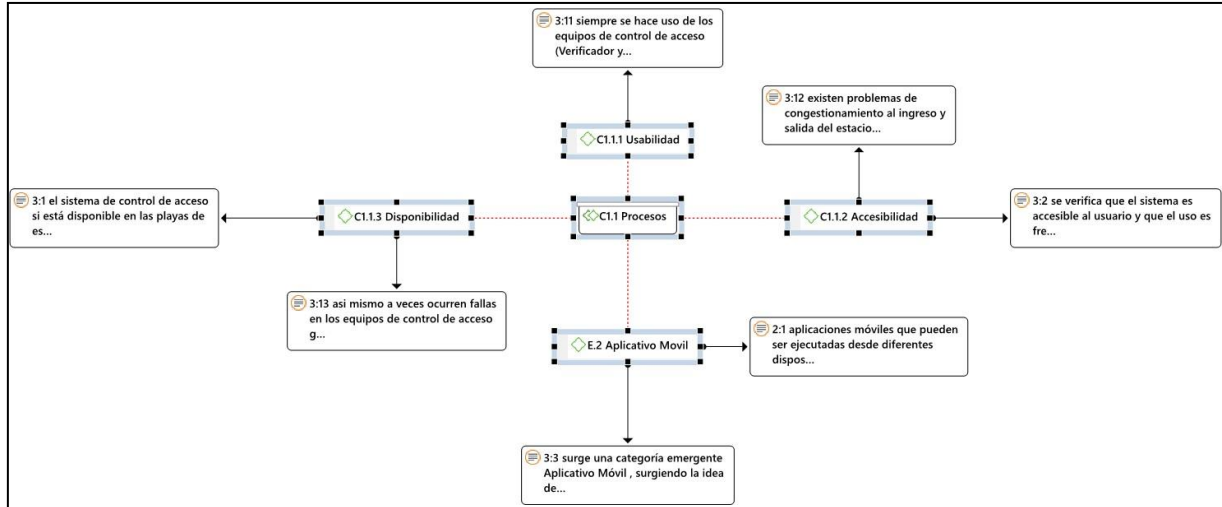 3:11 siempre se hace uso de los
equipos de control de acceso
(Verificador y...
3:12 existen problemas de
congestionamiento al ingreso y
salida del estacio...
C1.1.1 Usabilidad
3:1 el sistema de control de acceso
si está disponible en las playas de
es...
C1.1.3 Disponibilidad
C1.1 Procesos
C1.1.2 Accesibilidad
3:2 se verifica que el sistema es
accesible al usuario y que el uso es
fre...
3:13 asi mismo a veces ocurren fallas
en los equipos de control de acceso
g...
E.2 Aplicativo Movil
2:1 aplicaciones móviles que pueden
ser ejecutadas desde diferentes
dispos...
3:3 surge una categoría emergente
Aplicativo Móvil , surgiendo la idea
de...